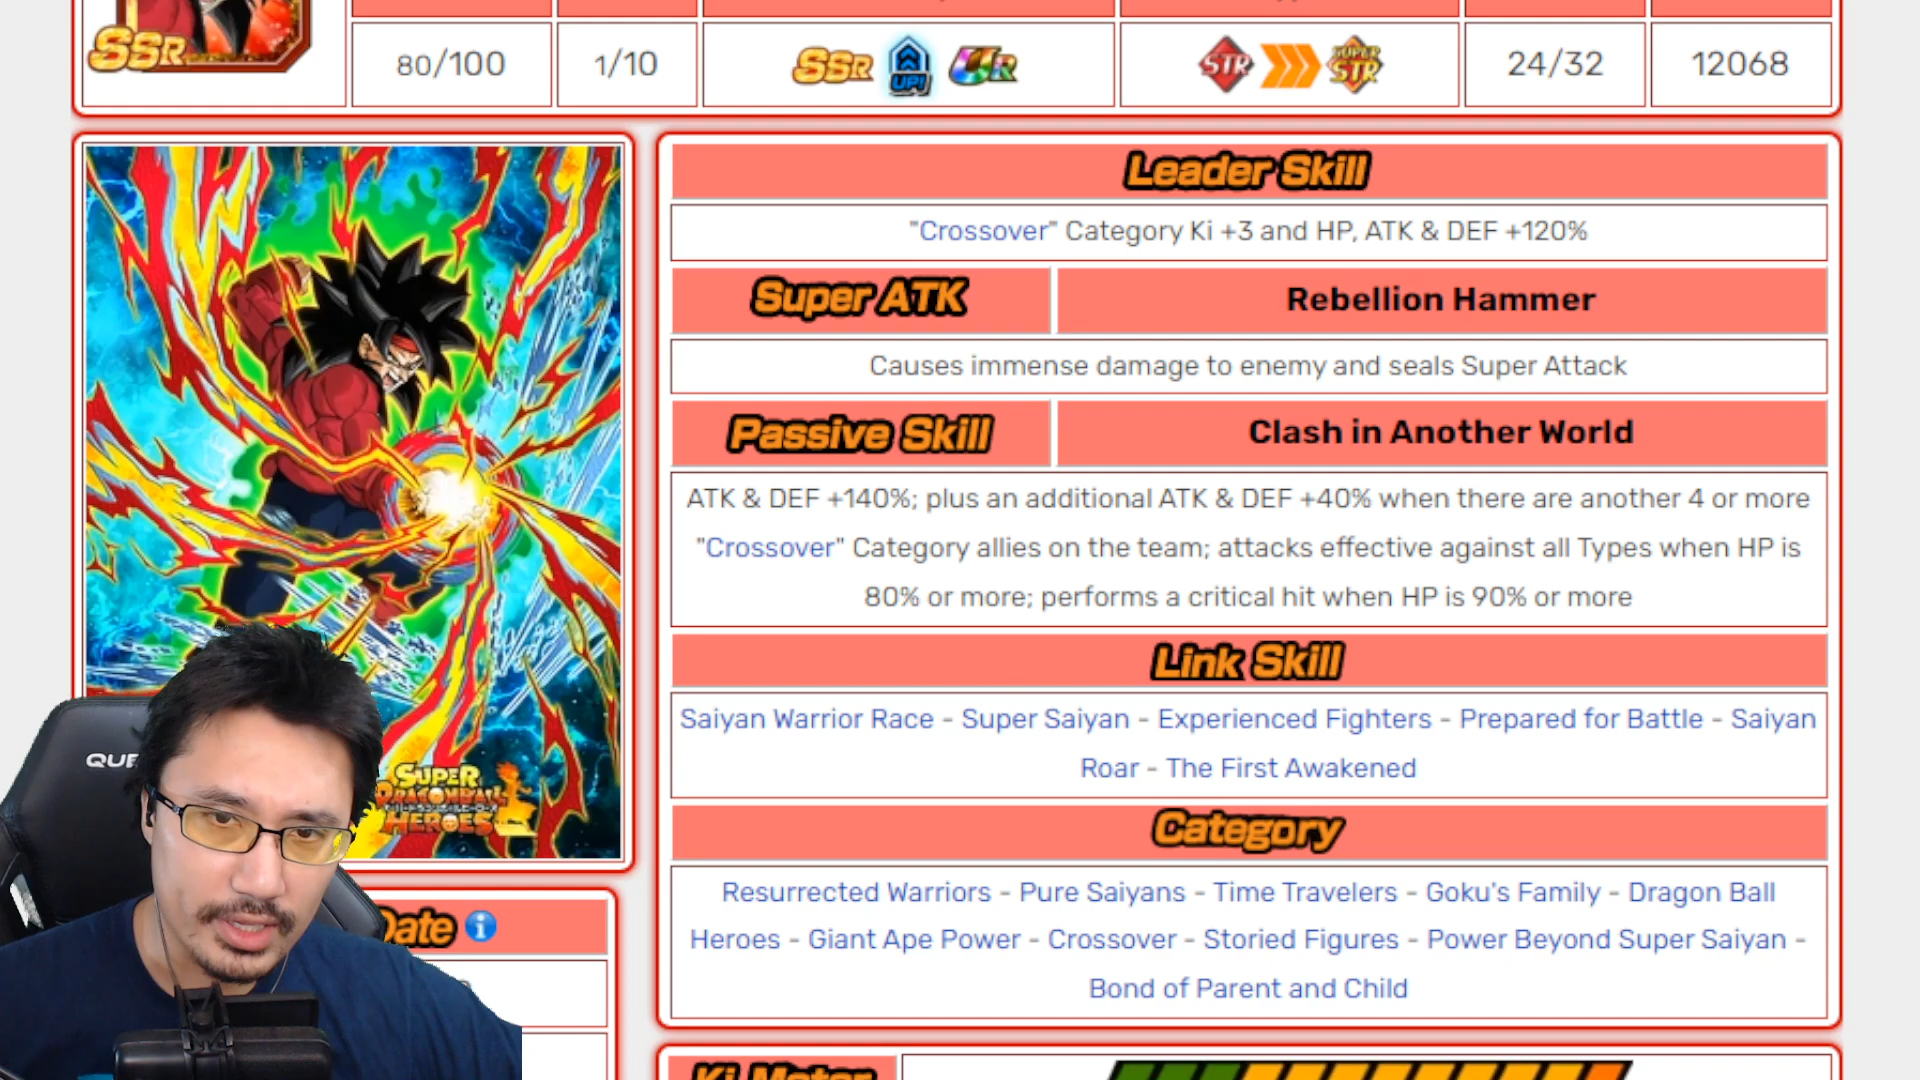 SSR
80/100
1/10
SSR UP! UR
STR SUPER STR
24/32
12068
Leader Skill
"Crossover" Category Ki +3 and HP, ATK & DEF +120%
Super ATK
Rebellion Hammer
Causes immense damage to enemy and seals Super Attack
Passive Skill
Clash in Another World
ATK & DEF +140%; plus an additional ATK & DEF +40% when there are another 4 or more
"Crossover" Category allies on the team; attacks effective against all Types when HP is
80% or more; performs a critical hit when HP is 90% or more
Link Skill
Saiyan Warrior Race - Super Saiyan - Experienced Fighters - Prepared for Battle - Saiyan
Roar - The First Awakened
Category
Resurrected Warriors - Pure Saiyans - Time Travelers - Goku's Family - Dragon Ball
Heroes - Giant Ape Power - Crossover - Storied Figures - Power Beyond Super Saiyan -
Bond of Parent and Child
SUPER
DRAGONBALL
HEROES
Date i
Ki Meter